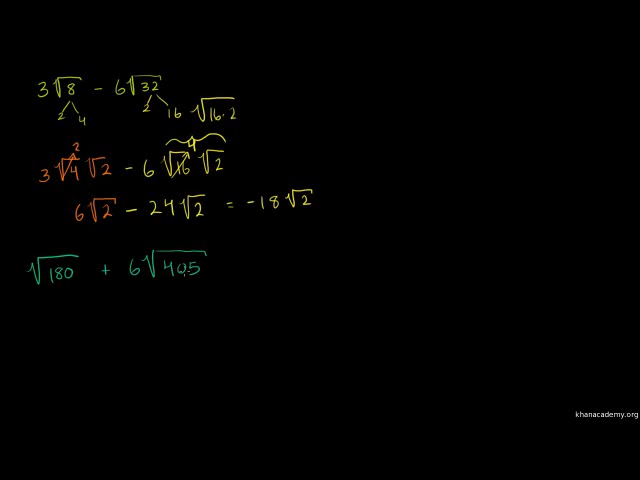 3√8 - 6√32
2 4 2 16 √16·2
2 4
3√4 √2 - 6√16 √2
6√2 - 24√2 = -18√2
√180 + 6√405
khanacademy.org